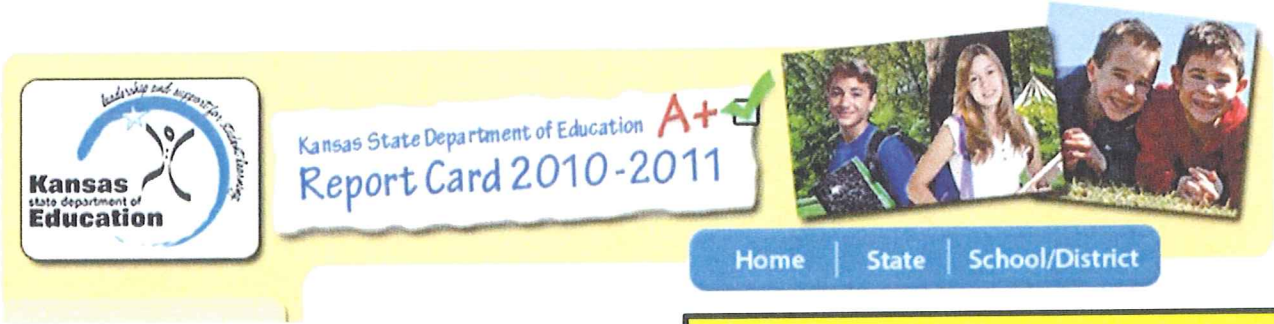 leadership and support for student learning
Kansas
state department of
Education
Kansas State Department of Education A+
Report Card 2010-2011
Home | State | School/District